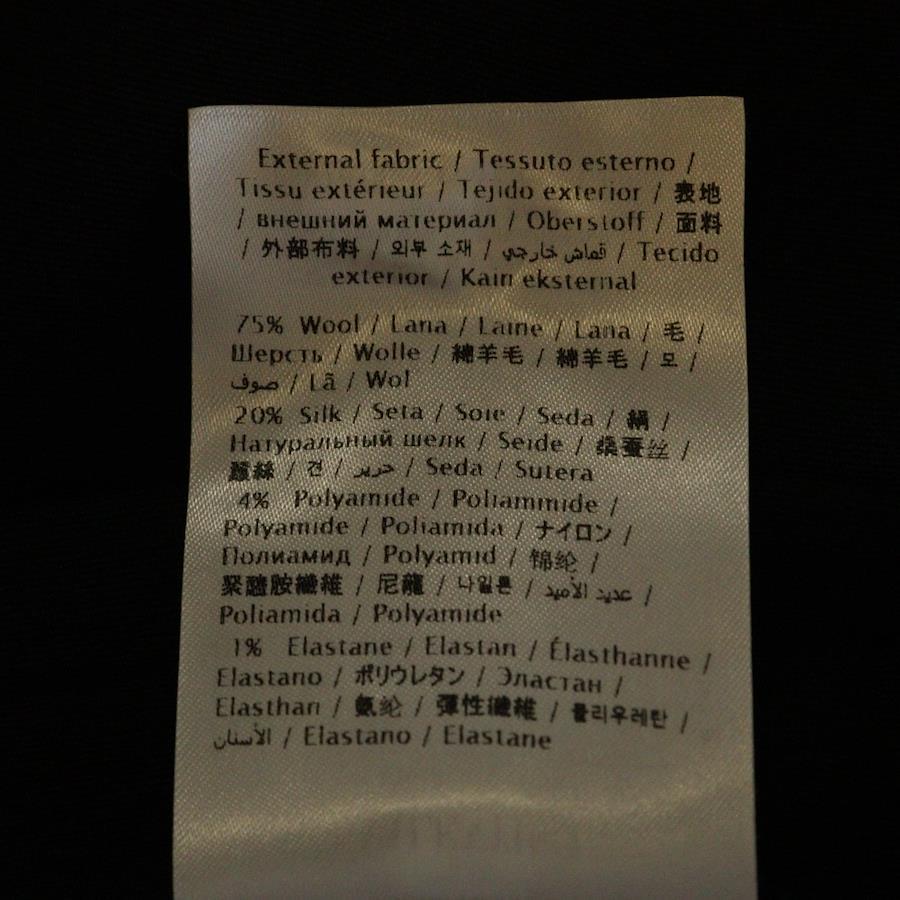 External fabric / Tessuto esterno /
Tissu extérieur / Tejido exterior / 表地
/ внешний материал / Oberstoff / 面料
/ 外部布料 / 외부 소재 / قماش خارجي / Tecido
exterior / Kain eksternal
75% Wool / Lana / Laine / Lana / 毛 /
Шерсть / Wolle / 綿羊毛 / 綿羊毛 / 모 /
صوف / Lã / Wol
20% Silk / Seta / Soie / Seda / 絹 /
Натуральный шелк / Seide / 桑蚕丝 /
蠶絲 / 견 / حرير / Seda / Sutera
4% Polyamide / Poliammide /
Polyamide / Poliamida / ナイロン /
Полиамид / Polyamid / 锦纶 /
聚醯胺纖維 / 尼龍 / 나일론 / عديد الأميد /
Poliamida / Polyamide
1% Elastane / Elastan / Élasthanne /
Elastano / ポリウレタン / Эластан /
Elasthan / 氨纶 / 彈性纖維 / 폴리우레탄 /
الأستان / Elastano / Elastane